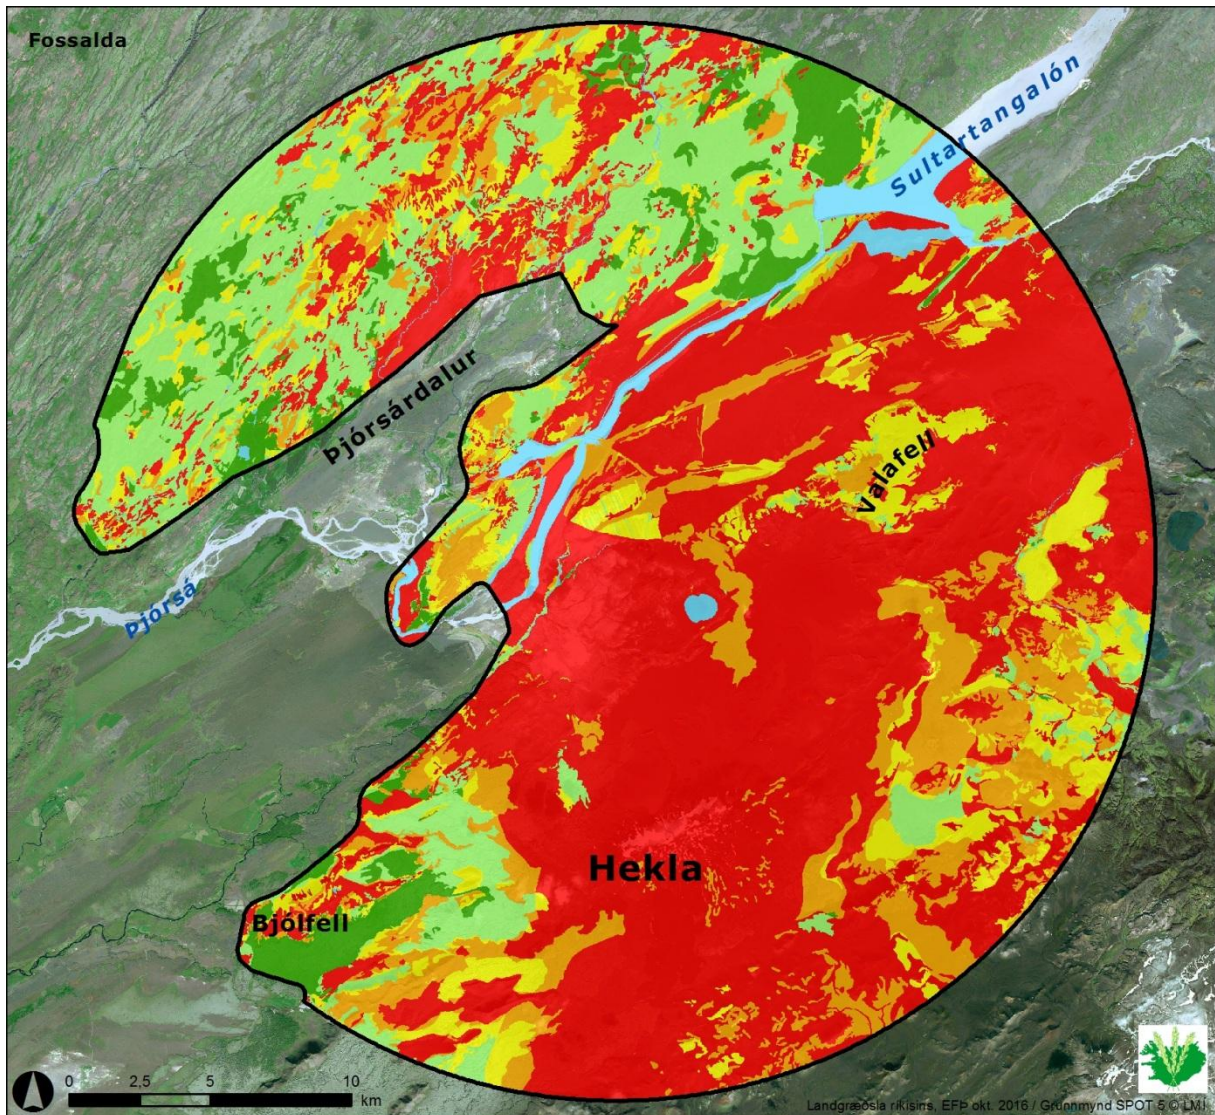 Fossalda
Sultartangalón
Þjórsárdalur
Valafell
Þjórsá
Hekla
Bjólfell
0 2,5 5 10
km
Landgræðsla ríkisins, EFÞ okt. 2016 / Grunnmynd SPOT 5 © LMÍ